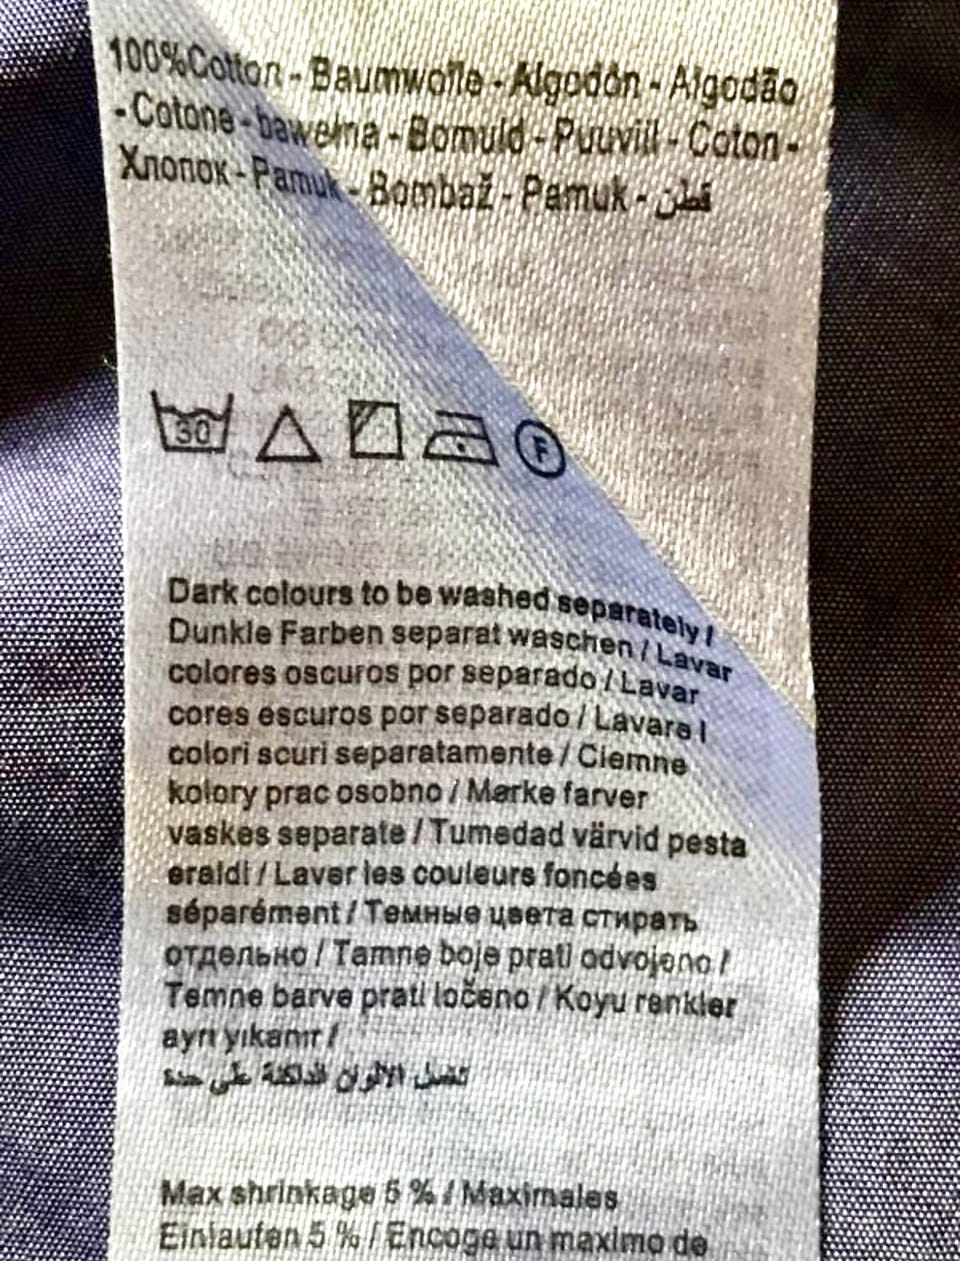 100%Cotton - Baumwolle - Algodón - Algodão
- Cotone - bawełna - Bomuld - Puuvill - Coton -
Хлопок - Pamuk - Bombaž - Pamuk - قطن
30
F
Dark colours to be washed separately /
Dunkle Farben separat waschen / Lavar
colores oscuros por separado / Lavar
cores escuros por separado / Lavare i
colori scuri separatamente / Ciemne
kolory prac osobno / Mørke farver
vaskes separate / Tumedad värvid pesta
eraldi / Laver les couleurs foncées
séparément / Темные цвета стирать
отдельно / Tamne boje prati odvojeno /
Temne barve prati ločeno / Koyu renkler
ayrı yıkanır /
تغسل الألوان الداكنة على حدة
Max shrinkage 5 % / Maximales
Einlaufen 5 % / Encoge un maximo de